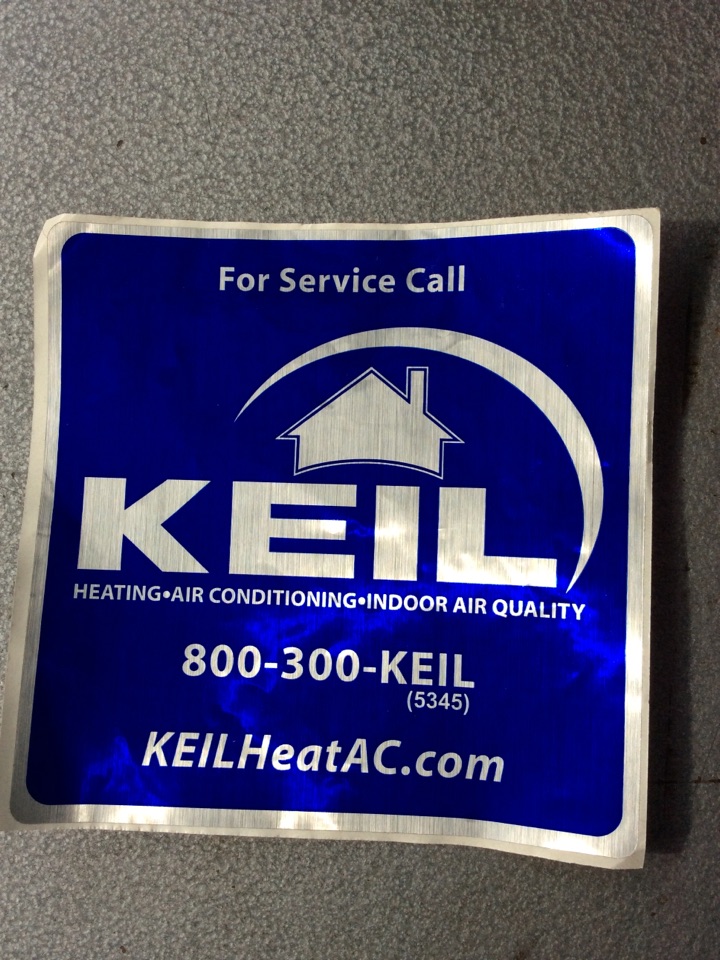 For Service Call
KEIL
HEATING•AIR CONDITIONING•INDOOR AIR QUALITY
800-300-KEIL
(5345)
KEILHeatAC.com